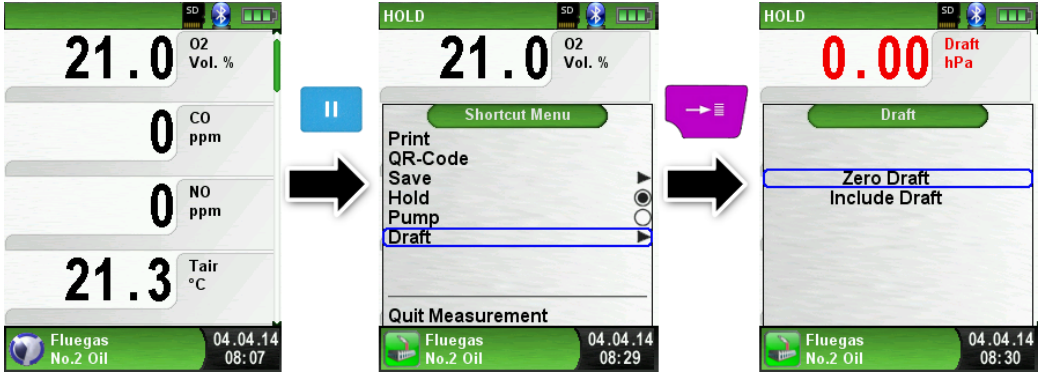 SD
21.0 O2
Vol. %
0 CO
ppm
0 NO
ppm
21.3 Tair
°C
Fluegas 04.04.14
No.2 Oil 08:07
HOLD SD
21.0 O2
Vol. %
Shortcut Menu
Print
QR-Code
Save
Hold
Pump
Draft
Quit Measurement
Fluegas 04.04.14
No.2 Oil 08:29
HOLD SD
0.00 Draft
hPa
Draft
Zero Draft
Include Draft
Fluegas 04.04.14
No.2 Oil 08:30